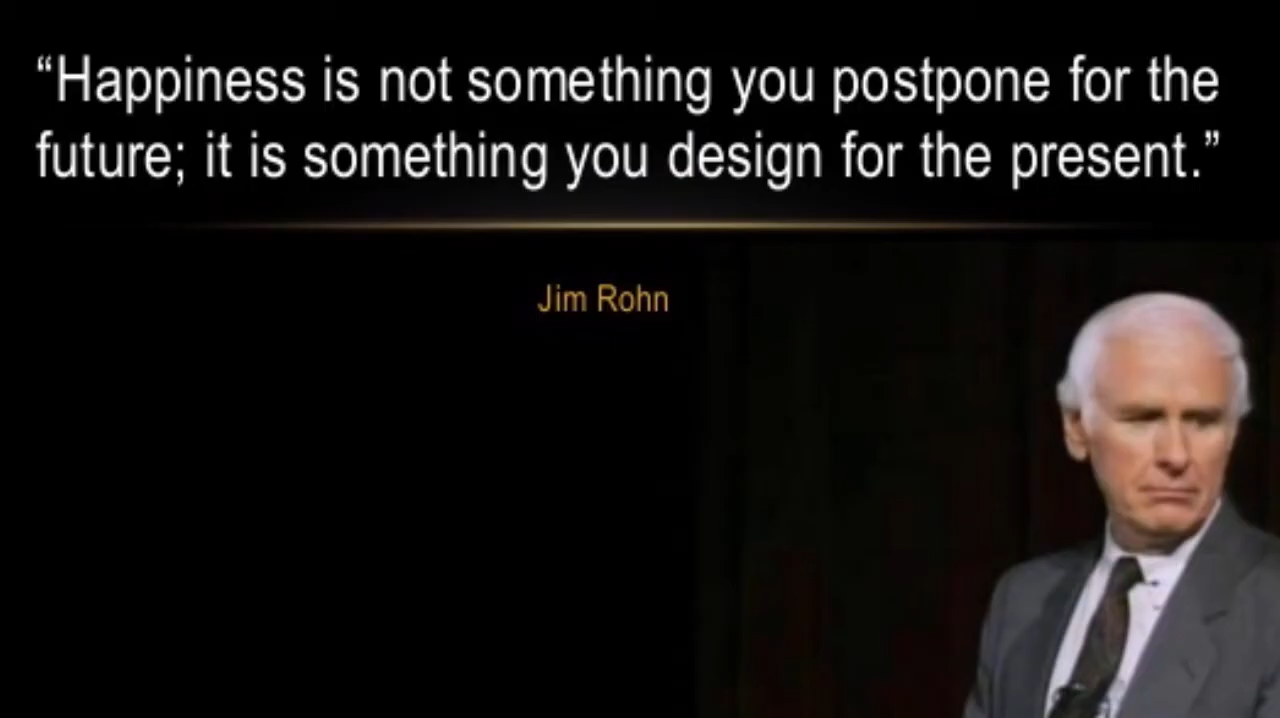 “Happiness is not something you postpone for the
future; it is something you design for the present.”
Jim Rohn